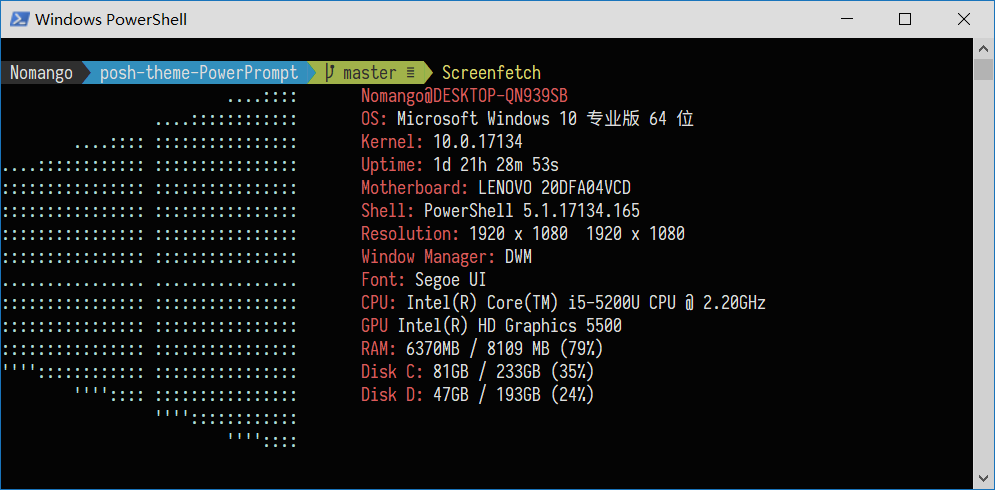 Windows PowerShell
Nomango posh-theme-PowerPrompt master ≡ Screenfetch
Nomango@DESKTOP-QN939SB
OS: Microsoft Windows 10 专业版 64 位
Kernel: 10.0.17134
Uptime: 1d 21h 28m 53s
Motherboard: LENOVO 20DFA04VCD
Shell: PowerShell 5.1.17134.165
Resolution: 1920 x 1080  1920 x 1080
Window Manager: DWM
Font: Segoe UI
CPU: Intel(R) Core(TM) i5-5200U CPU @ 2.20GHz
GPU Intel(R) HD Graphics 5500
RAM: 6370MB / 8109 MB (79%)
Disk C: 81GB / 233GB (35%)
Disk D: 47GB / 193GB (24%)